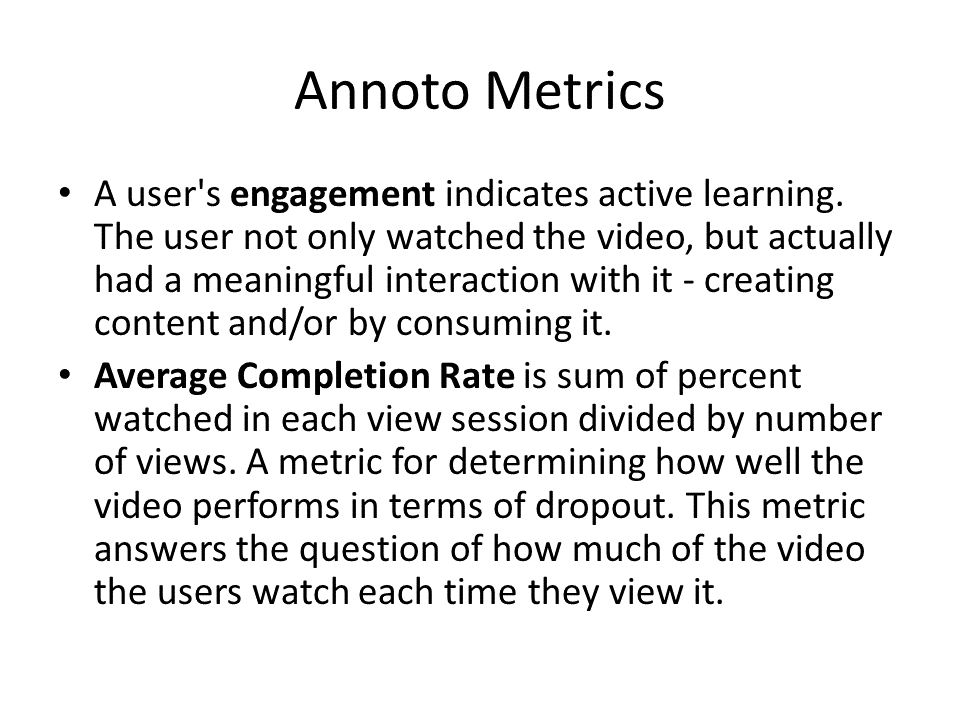 Annoto Metrics
• A user's engagement indicates active learning.
The user not only watched the video, but actually
had a meaningful interaction with it - creating
content and/or by consuming it.
• Average Completion Rate is sum of percent
watched in each view session divided by number
of views. A metric for determining how well the
video performs in terms of dropout. This metric
answers the question of how much of the video
the users watch each time they view it.